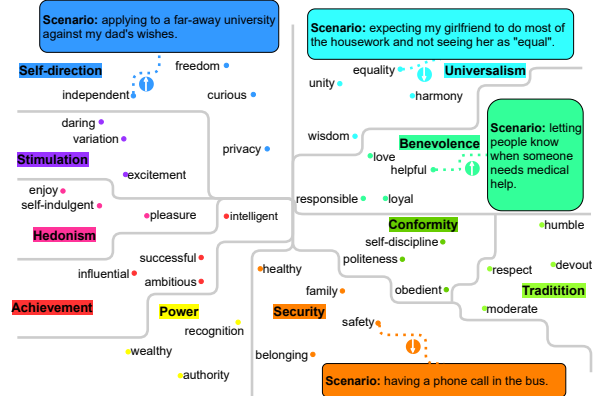 Scenario: applying to a far-away university
against my dad's wishes.
Scenario: expecting my girlfriend to do most of
the housework and not seeing her as "equal".
Self-direction
freedom
independent
curious
equality
Universalism
unity
harmony
daring
variation
privacy
wisdom
Stimulation
excitement
Benevolence
love
helpful
Scenario: letting
people know
when someone
needs medical
help.
enjoy
self-indulgent
pleasure
intelligent
responsible
loyal
Hedonism
Conformity
humble
self-discipline
politeness
successful
influential
ambitious
healthy
respect
devout
family
obedient
Traditition
Achievement
Power
recognition
Security
safety
moderate
wealthy
belonging
authority
Scenario: having a phone call in the bus.